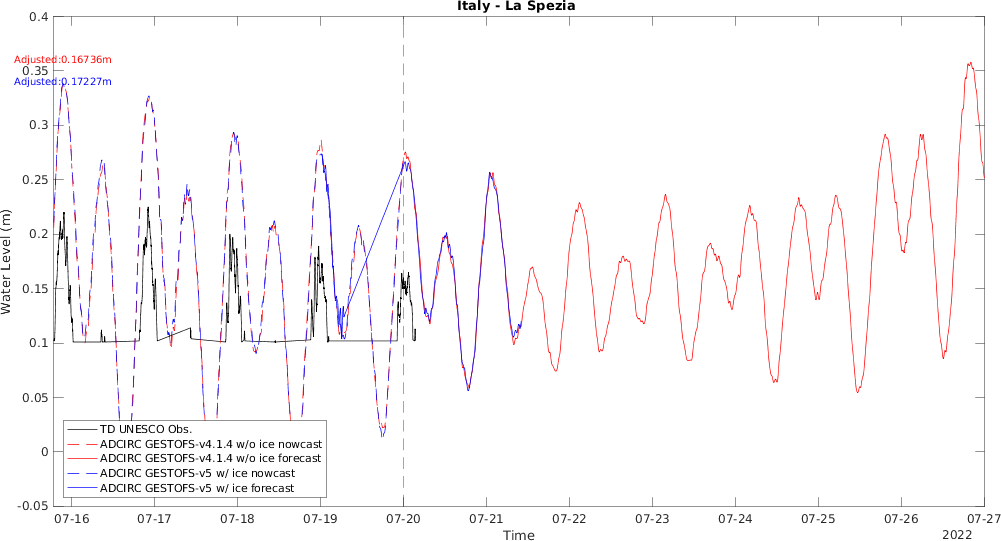 Italy - La Spezia
0.4
Adjusted:0.16736m
0.35
Adjusted:0.17227m
0.3
0.25
0.2
0.15
0.1
0.05
0
-0.05
Water Level (m)
TD UNESCO Obs.
ADCIRC GESTOFS-v4.1.4 w/o ice nowcast
ADCIRC GESTOFS-v4.1.4 w/o ice forecast
ADCIRC GESTOFS-v5 w/ ice nowcast
ADCIRC GESTOFS-v5 w/ ice forecast
07-16 07-17 07-18 07-19 07-20 07-21 07-22 07-23 07-24 07-25 07-26 07-27
Time
2022